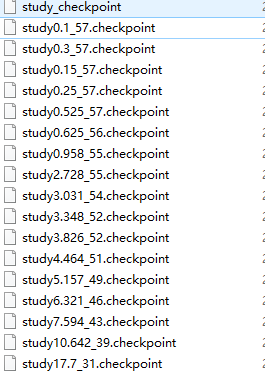 study_checkpoint
study0.1_57.checkpoint
study0.3_57.checkpoint
study0.15_57.checkpoint
study0.25_57.checkpoint
study0.525_57.checkpoint
study0.625_56.checkpoint
study0.958_55.checkpoint
study2.728_55.checkpoint
study3.031_54.checkpoint
study3.348_52.checkpoint
study3.826_52.checkpoint
study4.464_51.checkpoint
study5.157_49.checkpoint
study6.321_46.checkpoint
study7.594_43.checkpoint
study10.642_39.checkpoint
study17.7_31.checkpoint